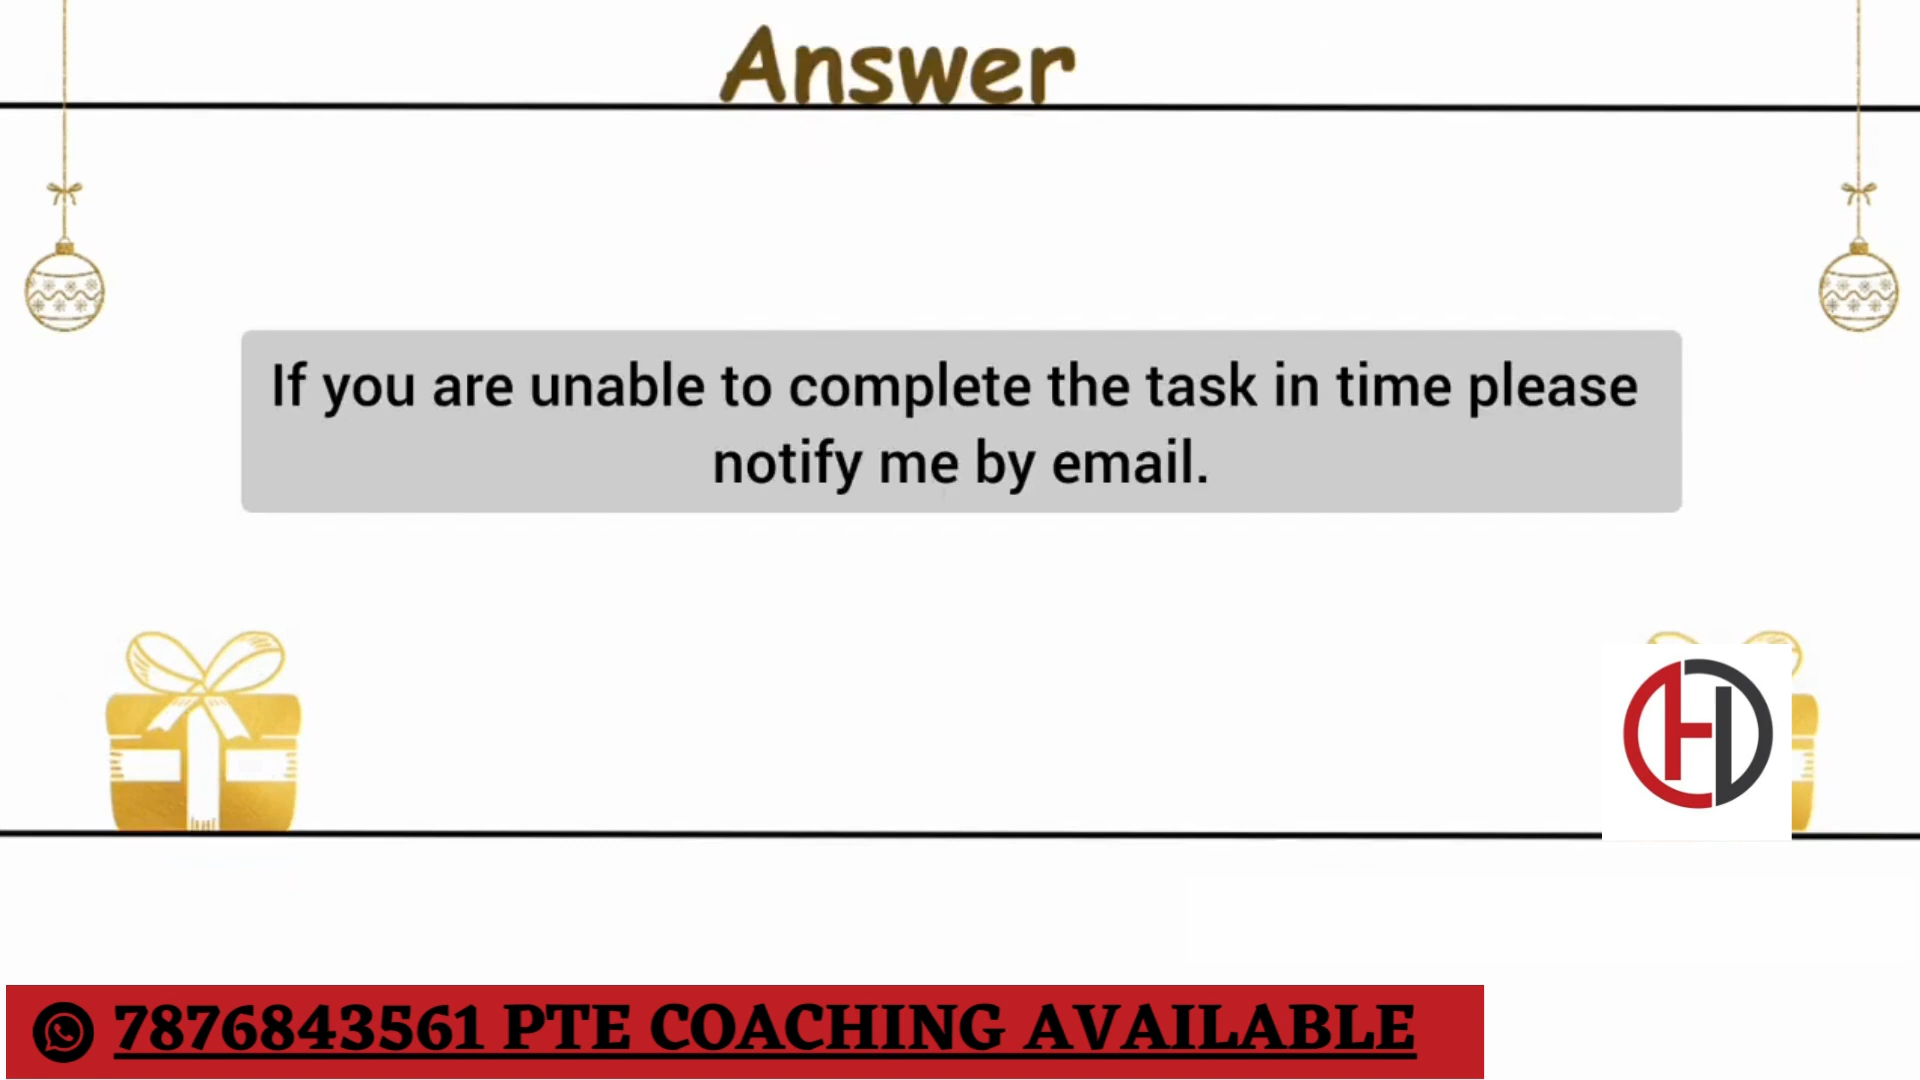 Answer
If you are unable to complete the task in time please
notify me by email.
7876843561 PTE COACHING AVAILABLE